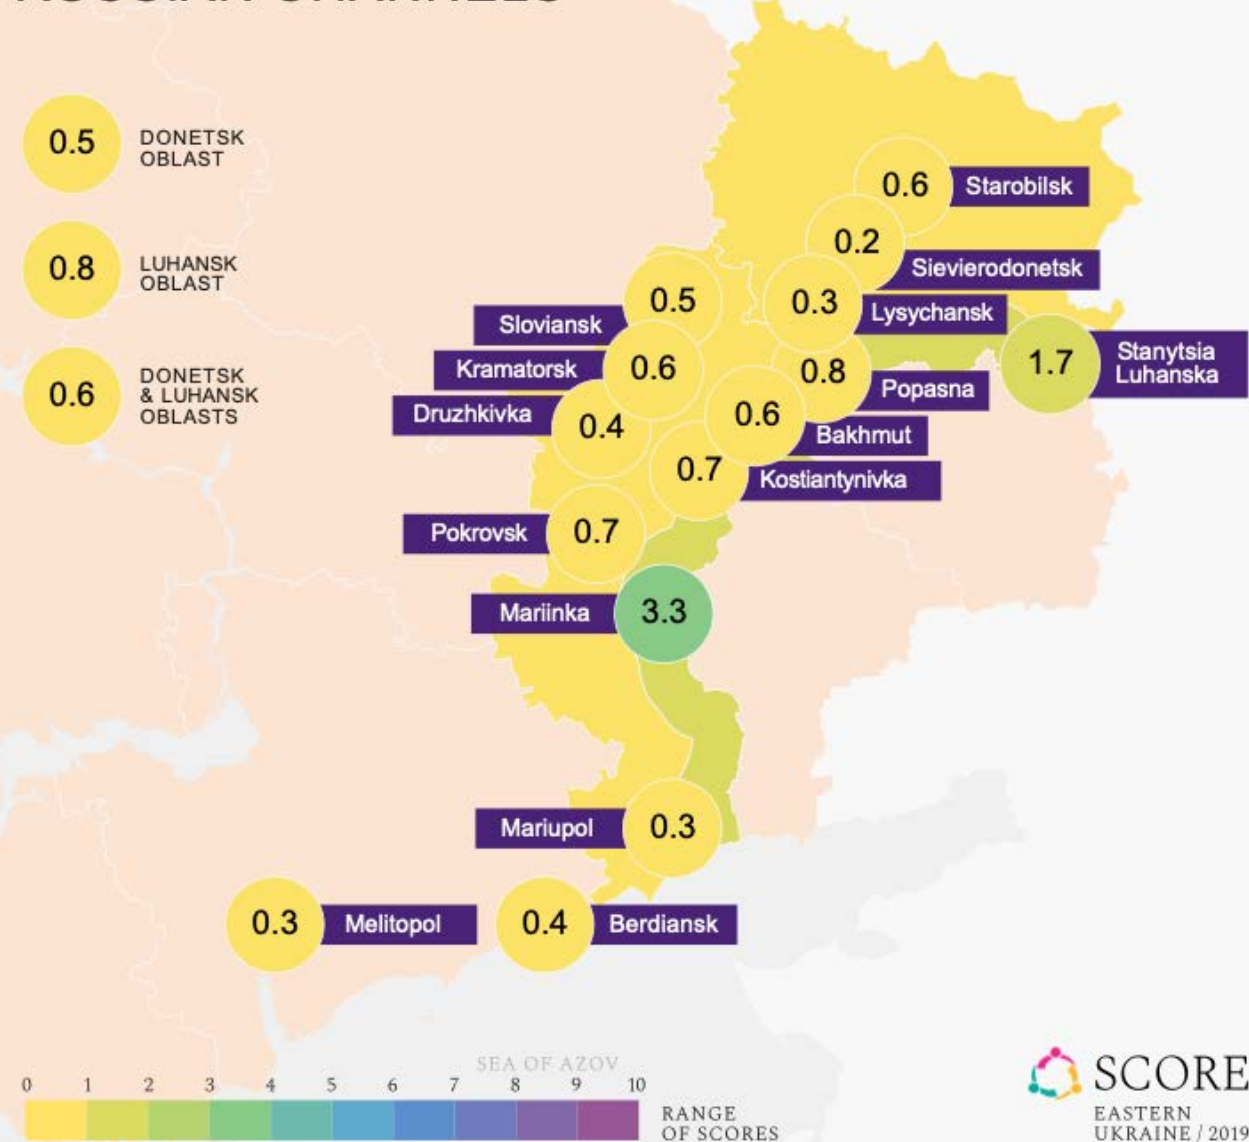 RUSSIAN CHANNELS
0.5
DONETSK
OBLAST
0.8
LUHANSK
OBLAST
0.6
DONETSK
& LUHANSK
OBLASTS
0.6 Starobilsk
0.2 Sievierodonetsk
0.3 Lysychansk
Sloviansk 0.5
Kramatorsk 0.6
0.8 Popasna
1.7 Stanytsia
Luhanska
Druzhkivka 0.4
0.6 Bakhmut
0.7 Kostiantynivka
Pokrovsk 0.7
Mariinka 3.3
Mariupol 0.3
0.3 Melitopol
0.4 Berdiansk
SEA OF AZOV
0 1 2 3 4 5 6 7 8 9 10
RANGE
OF SCORES
SCORE
EASTERN
UKRAINE / 2019